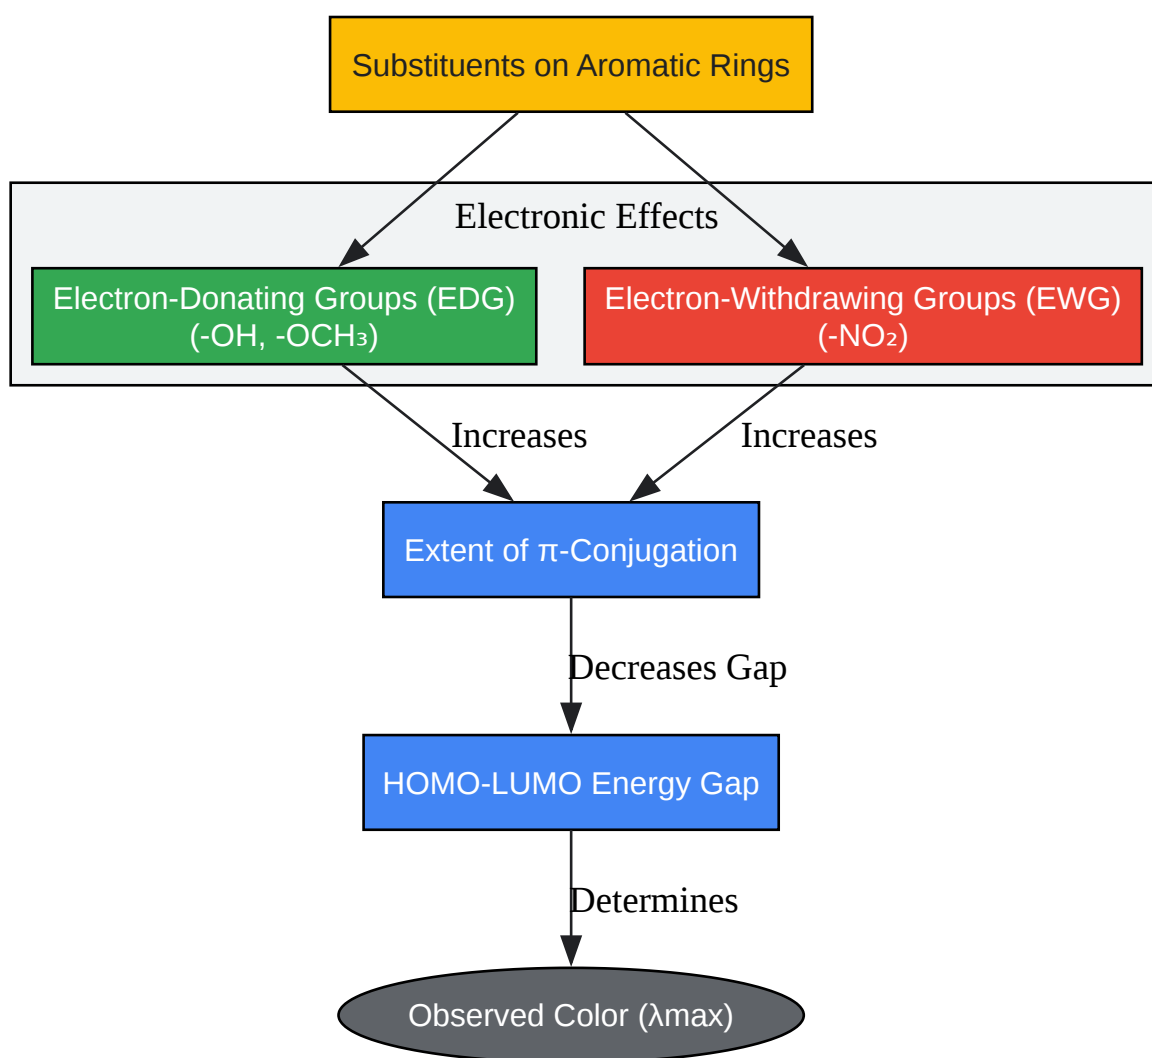 Substituents on Aromatic Rings
Electronic Effects
Electron-Donating Groups (EDG)
(-OH, -OCH₃)
Electron-Withdrawing Groups (EWG)
(-NO₂)
Increases
Increases
Extent of π-Conjugation
Decreases Gap
HOMO-LUMO Energy Gap
Determines
Observed Color (λmax)